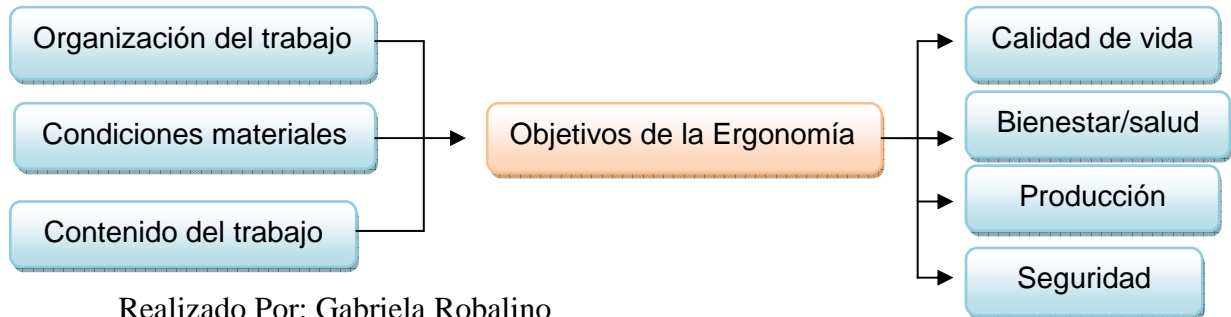 Organización del trabajo
Condiciones materiales
Contenido del trabajo
Objetivos de la Ergonomía
Calidad de vida
Bienestar/salud
Producción
Seguridad
Realizado Por: Gabriela Robalino